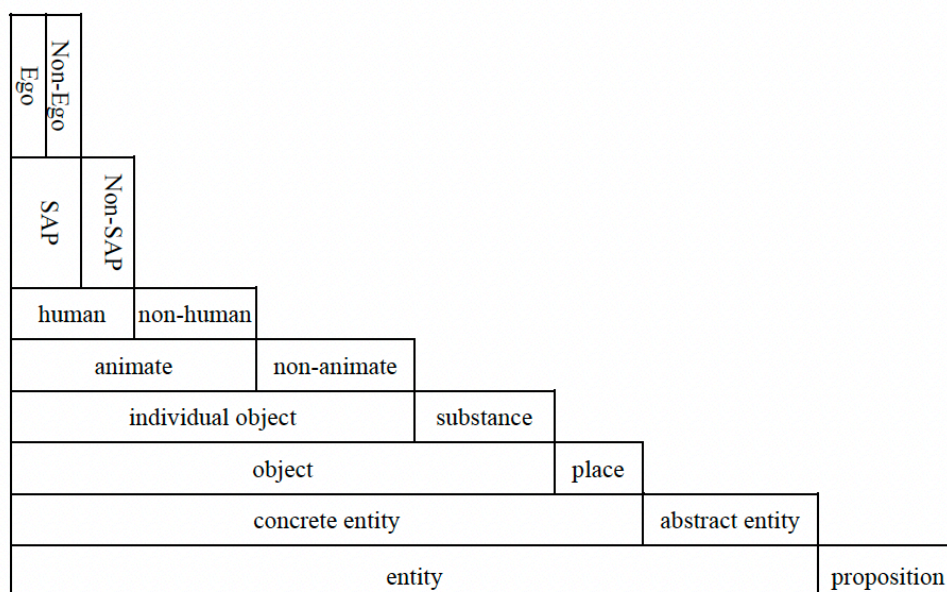 Ego
Non-Ego
SAP
Non-SAP
human
non-human
animate
non-animate
individual object
substance
object
place
concrete entity
abstract entity
entity
proposition